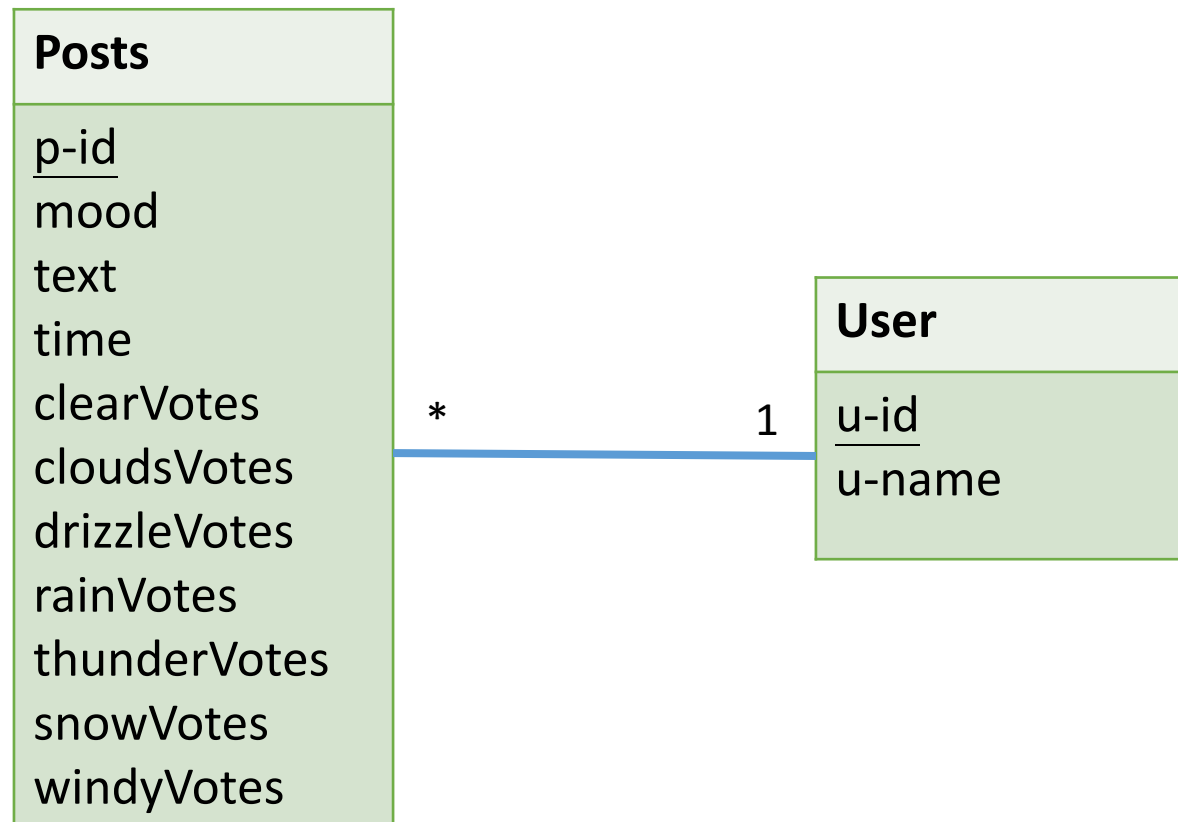 Posts
p-id
mood
text
time
clearVotes
cloudsVotes
drizzleVotes
rainVotes
thunderVotes
snowVotes
windyVotes
*
1
User
u-id
u-name